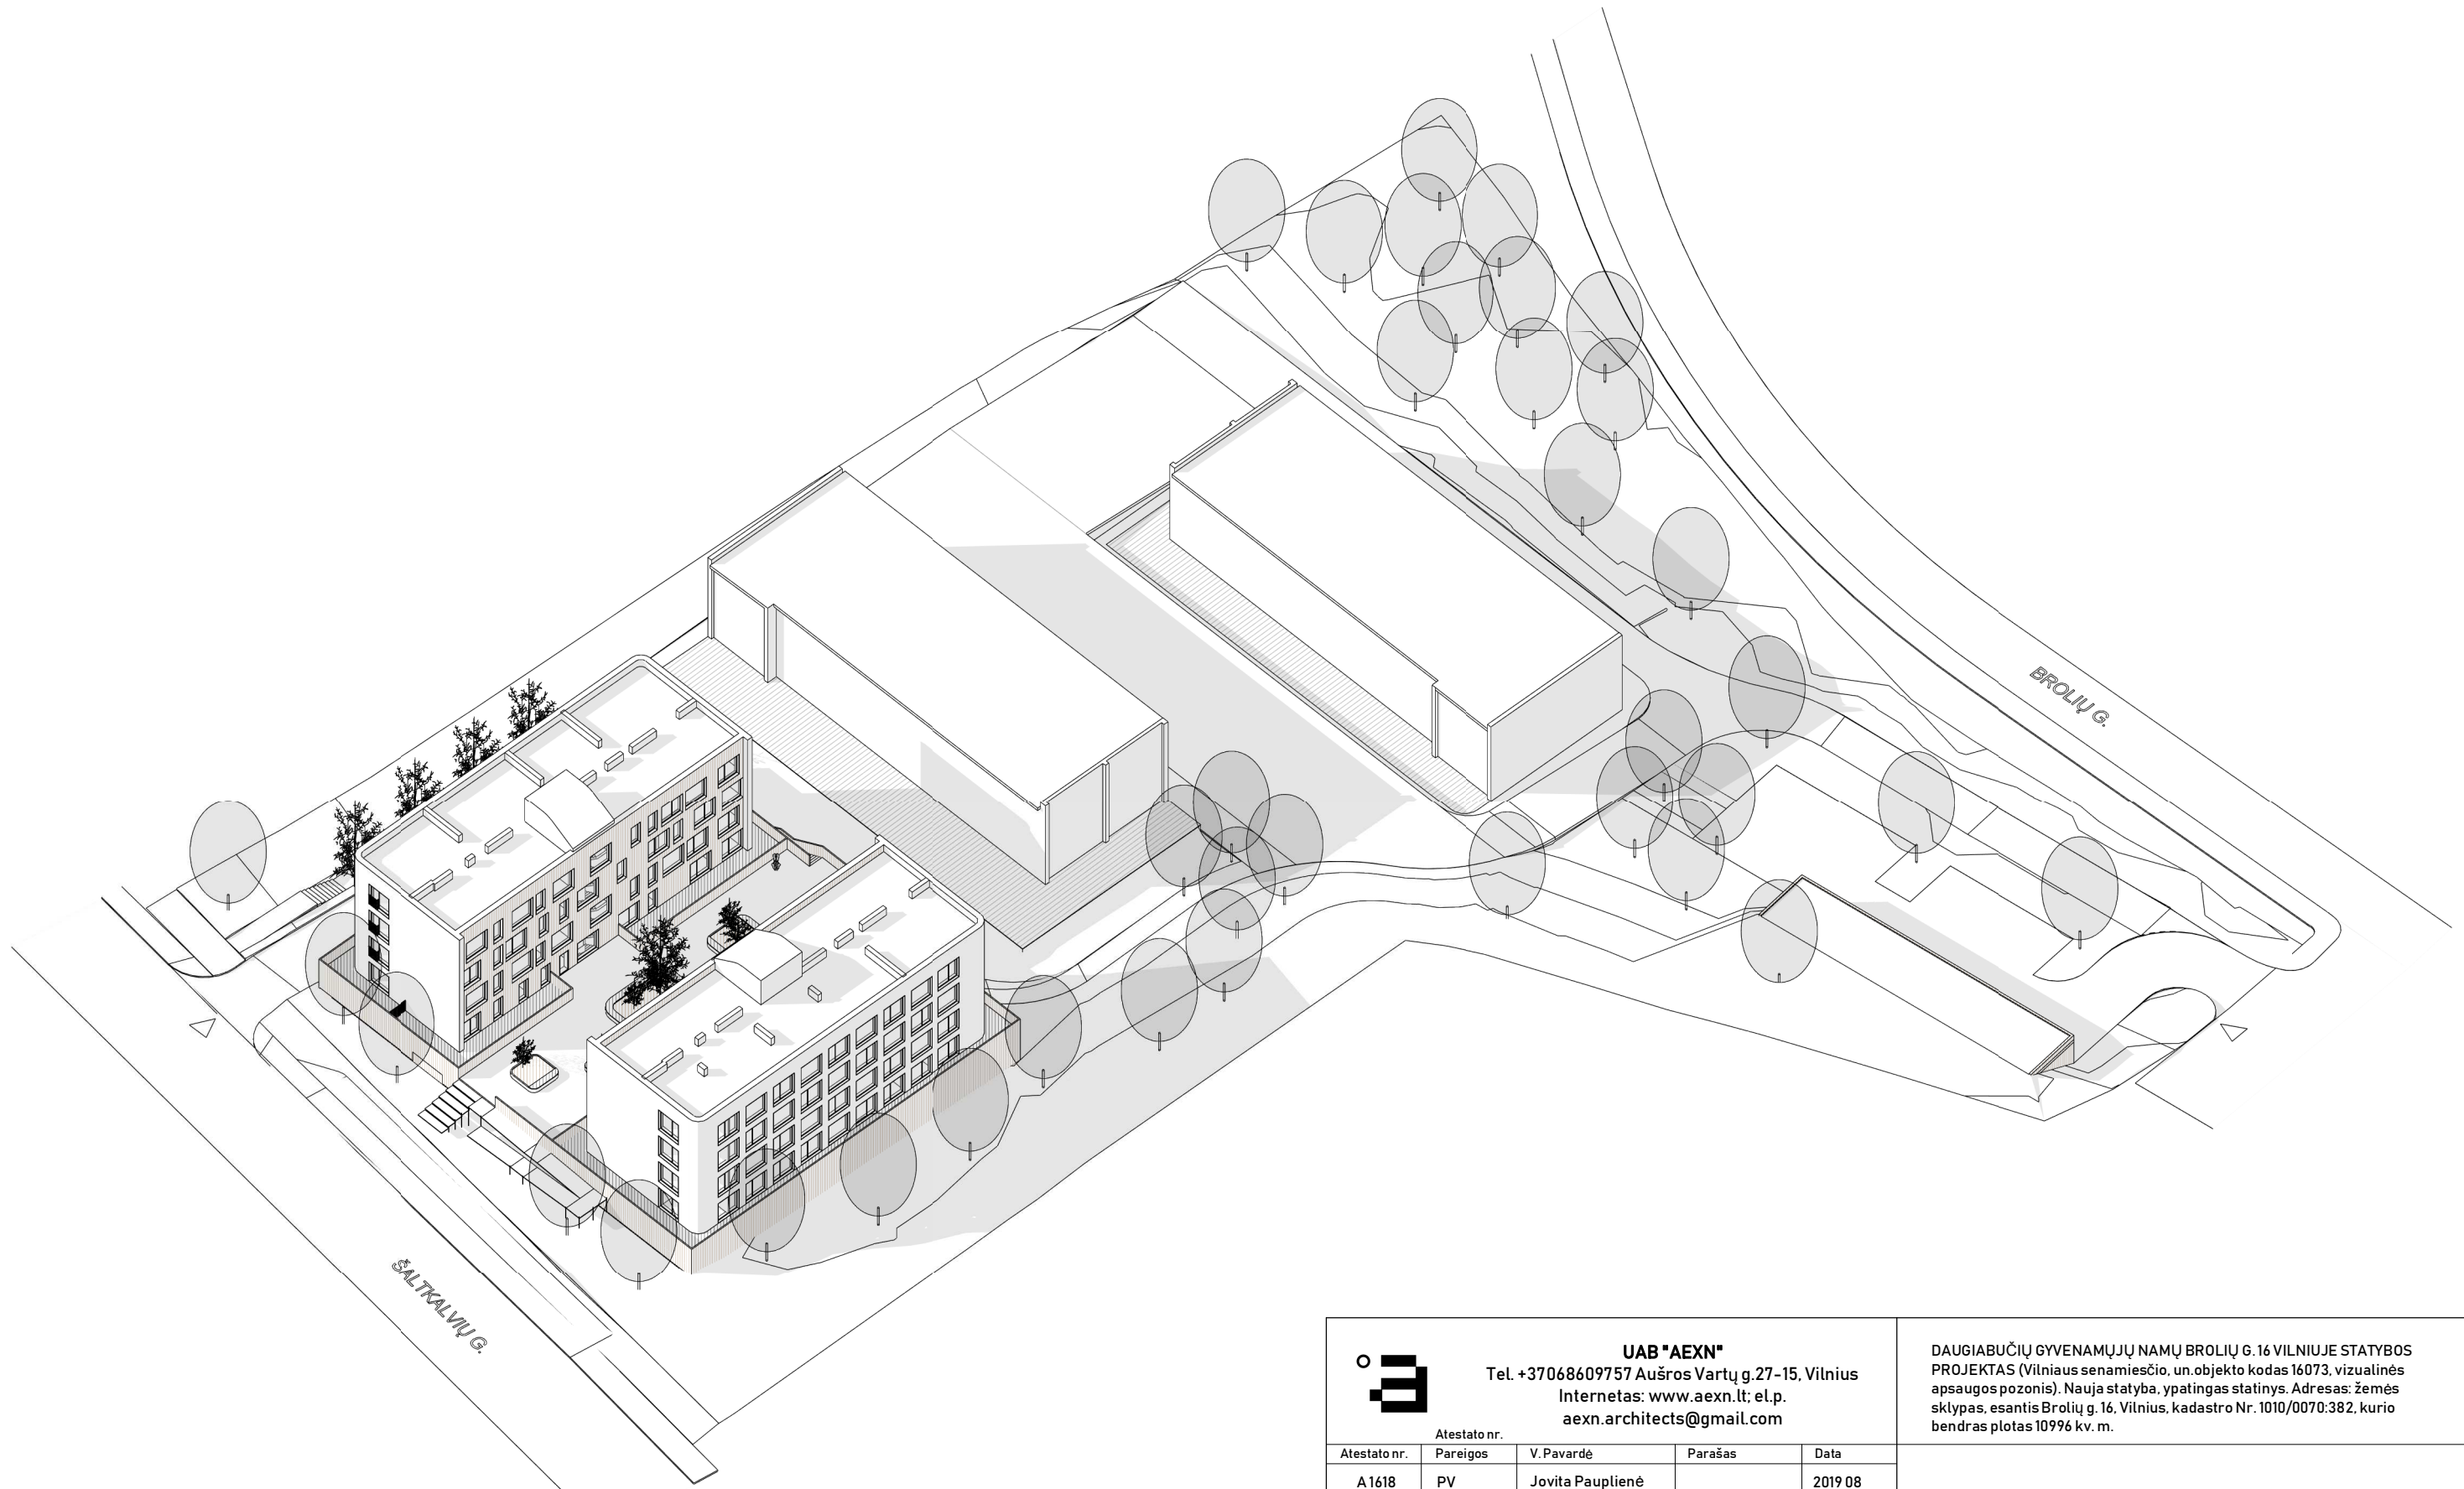 BROLIŲ G.
ŠALTKALVIŲ G.
UAB "AEXN"
Tel. +37068609757 Aušros Vartų g.27-15, Vilnius
Internetas: www.aexn.lt; el.p.
aexn.architects@gmail.com
Atestato nr.
DAUGIABUČIŲ GYVENAMŲJŲ NAMŲ BROLIŲ G.16 VILNIUJE STATYBOS
PROJEKTAS (Vilniaus senamiesčio, un.objekto kodas 16073, vizualinės
apsaugos pozonis). Nauja statyba, ypatingas statinys. Adresas: žemės
sklypas, esantis Brolių g. 16, Vilnius, kadastro Nr. 1010/0070:382, kurio
bendras plotas 10996 kv. m.
Atestato nr. Pareigos V. Pavardė Parašas Data
A 1618 PV Jovita Pauplienė 2019 08